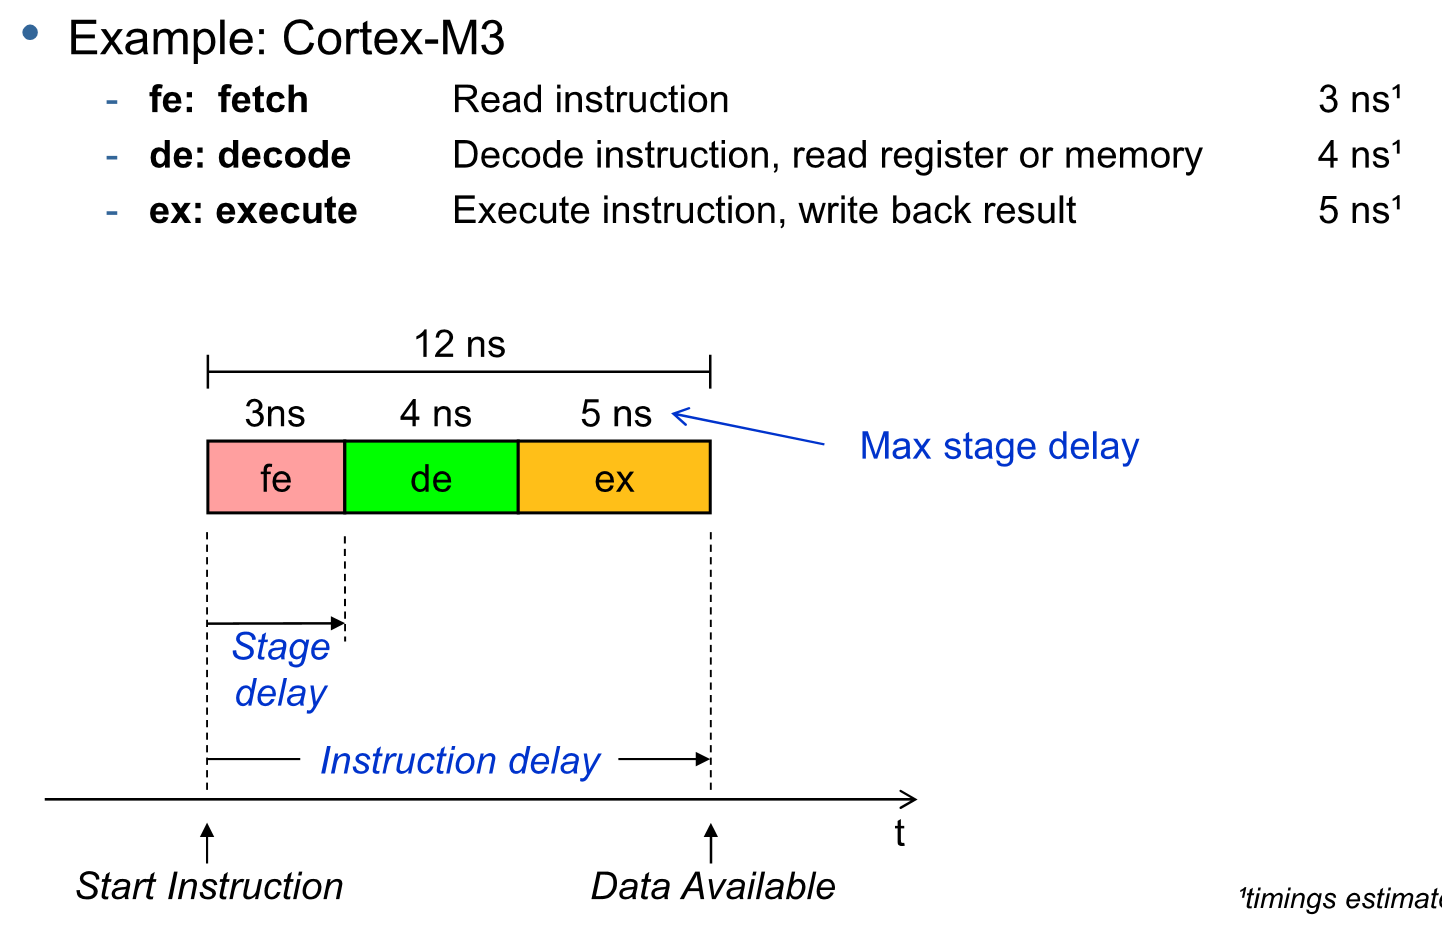 • Example: Cortex-M3
- fe: fetch Read instruction 3 ns¹
- de: decode Decode instruction, read register or memory 4 ns¹
- ex: execute Execute instruction, write back result 5 ns¹
12 ns
3ns 4 ns 5 ns
Max stage delay
fe de ex
Stage
delay
Instruction delay
t
Start Instruction Data Available
¹timings